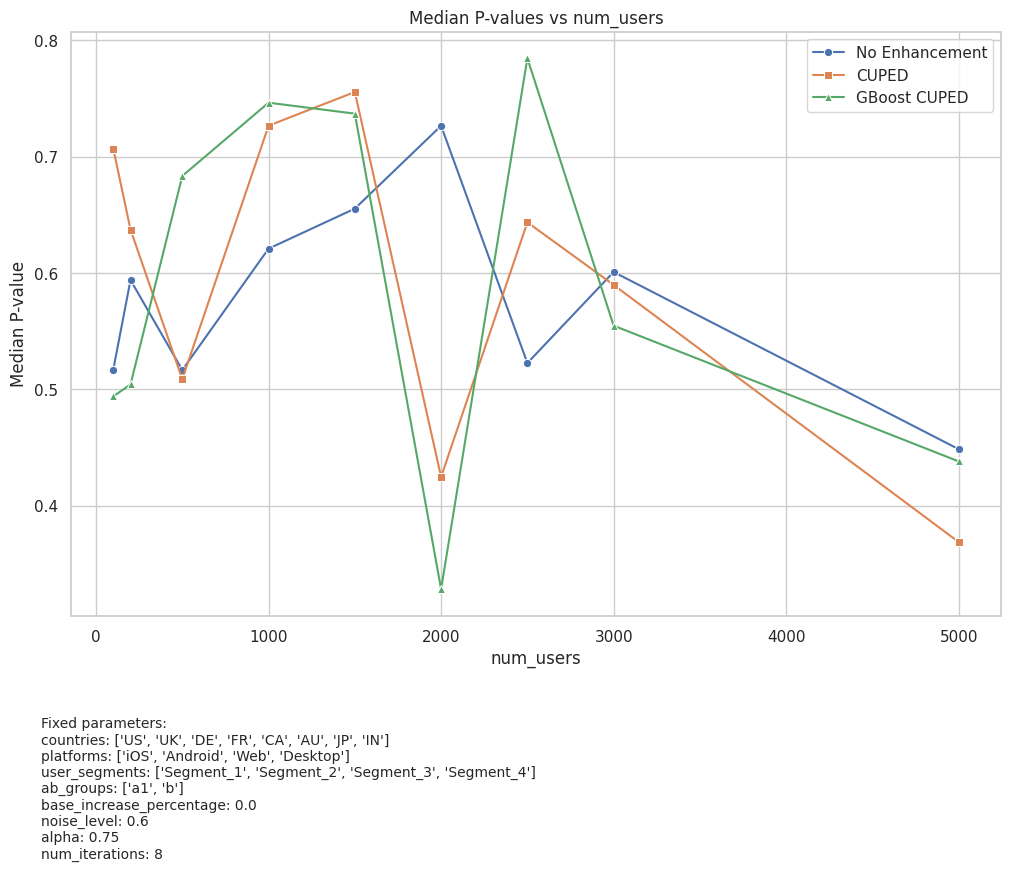 Median P-values vs num_users
No Enhancement
CUPED
GBoost CUPED
Median P-value
0.8
0.7
0.6
0.5
0.4
0
1000
2000
3000
4000
5000
num_users
Fixed parameters:
countries: ['US', 'UK', 'DE', 'FR', 'CA', 'AU', 'JP', 'IN']
platforms: ['iOS', 'Android', 'Web', 'Desktop']
user_segments: ['Segment_1', 'Segment_2', 'Segment_3', 'Segment_4']
ab_groups: ['a1', 'b']
base_increase_percentage: 0.0
noise_level: 0.6
alpha: 0.75
num_iterations: 8